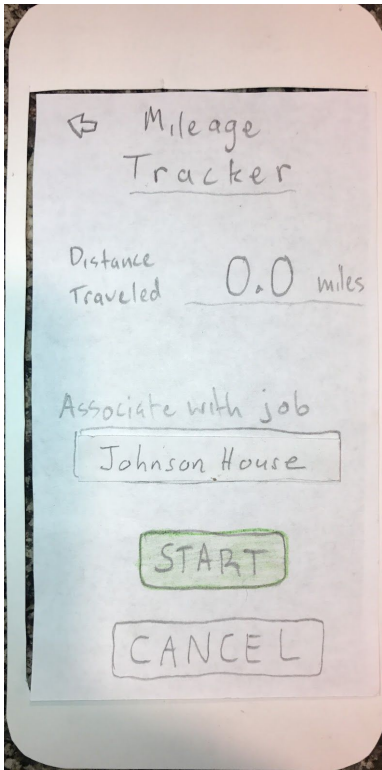 Mileage
Tracker
Distance
Traveled
0.0 miles
Associate with job
Johnson House
START
CANCEL